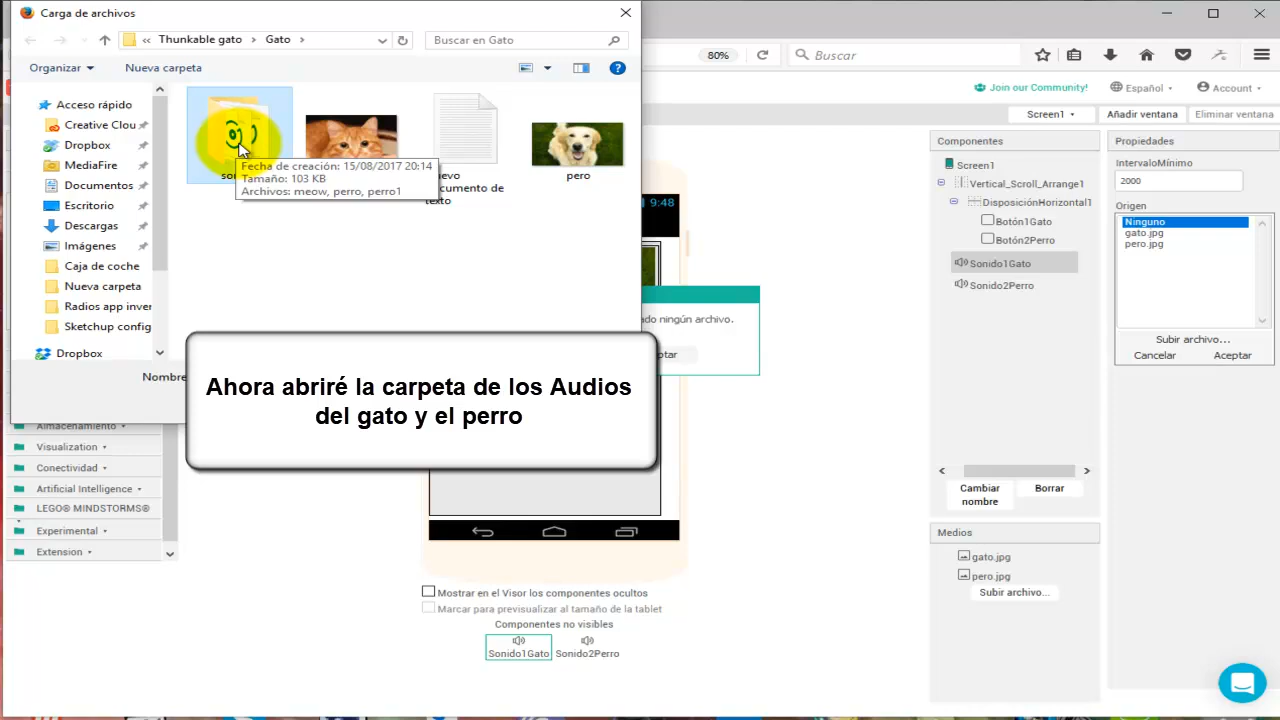 Carga de archivos
Thunkable gato
Gato
Buscar en Gato
Organizar
Nueva carpeta
Acceso rápido
Creative Clou
Dropbox
MediaFire
Documentos
Escritorio
Descargas
Imágenes
Caja de coche
Nueva carpeta
Radios app inver
Sketchup config
Dropbox
Nombre
Fecha de creación: 15/08/2017 20:14
Tamaño: 103 KB
Archivos: meow, perro, perro1
documento de
texto
pero
Ahora abriré la carpeta de los Audios
del gato y el perro
80%
Buscar
Join our Community!
Español
Account
Screen1
Añadir ventana
Eliminar ventana
Componentes
Screen1
Vertical_Scroll_Arrange1
DisposiciónHorizontal1
Botón1Gato
Botón2Perro
Sonido1Gato
Sonido2Perro
Cambiar
nombre
Borrar
Medios
gato.jpg
pero.jpg
Subir archivo...
Propiedades
IntervaloMínimo
2000
Origen
Ninguno
gato.jpg
pero.jpg
Subir archivo...
Cancelar
Aceptar
9:48
ado ningún archivo.
ptar
Almacenamiento
Visualization
Conectividad
Artificial Intelligence
LEGO® MINDSTORMS®
Experimental
Extension
Mostrar en el Visor los componentes ocultos
Marcar para previsualizar al tamaño de la tablet
Componentes no visibles
Sonido1Gato
Sonido2Perro